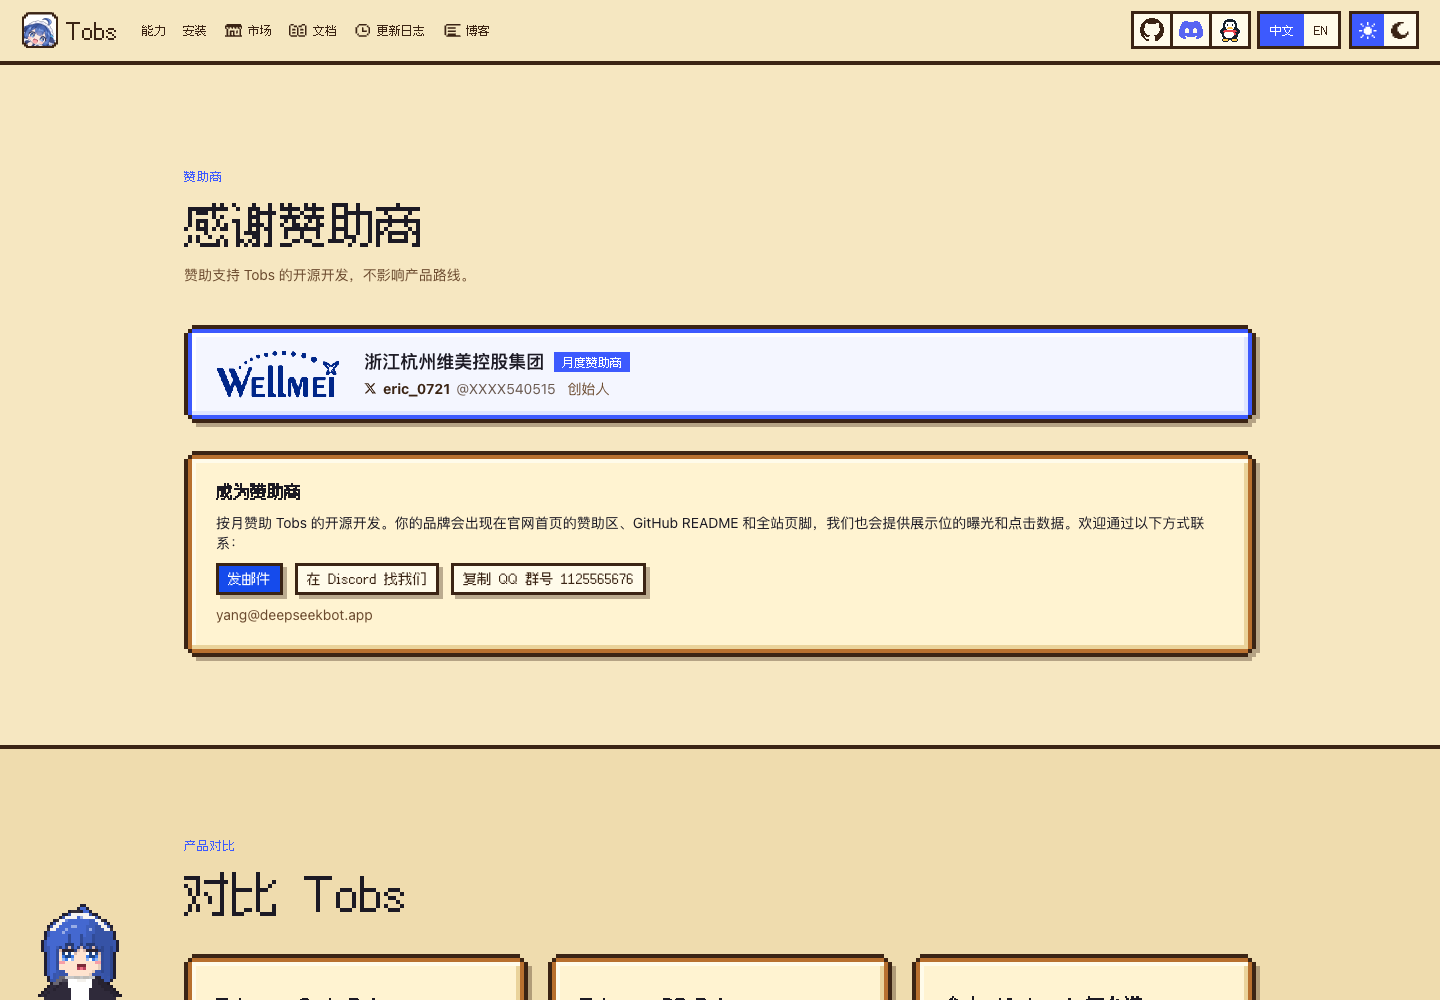 Tobs 能力 安装 市场 文档 更新日志 博客 中文 EN
赞助商
感谢赞助商
赞助支持 Tobs 的开源开发，不影响产品路线。
WELLMEI
浙江杭州维美控股集团 月度赞助商
eric_0721 @XXXX540515 创始人
成为赞助商
按月赞助 Tobs 的开源开发。你的品牌会出现在官网首页的赞助区、GitHub README 和全站页脚，我们也会提供展示位的曝光和点击数据。欢迎通过以下方式联
系：
发邮件 在 Discord 找我们 复制 QQ 群号 1125565676
yang@deepseekbot.app
产品对比
对比 Tobs